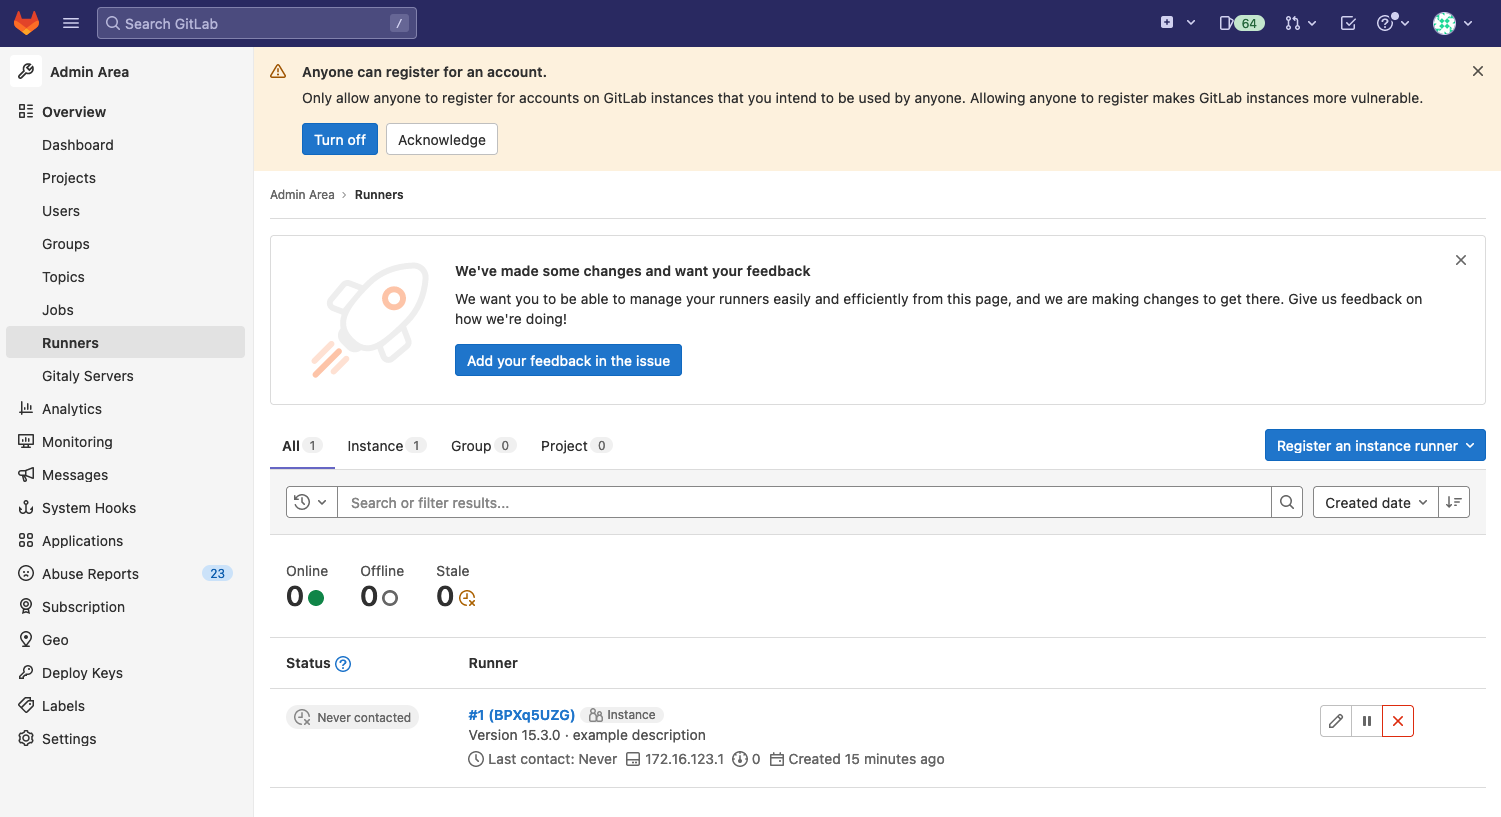 Search GitLab
/
64
Admin Area
Overview
Dashboard
Projects
Users
Groups
Topics
Jobs
Runners
Gitaly Servers
Analytics
Monitoring
Messages
System Hooks
Applications
Abuse Reports 23
Subscription
Geo
Deploy Keys
Labels
Settings
Anyone can register for an account.
Only allow anyone to register for accounts on GitLab instances that you intend to be used by anyone. Allowing anyone to register makes GitLab instances more vulnerable.
Turn off Acknowledge
Admin Area › Runners
We've made some changes and want your feedback
We want you to be able to manage your runners easily and efficiently from this page, and we are making changes to get there. Give us feedback on
how we're doing!
Add your feedback in the issue
All 1 Instance 1 Group 0 Project 0 Register an instance runner
Search or filter results... Created date
Online Offline Stale
0 0 0
Status ? Runner
Never contacted
#1 (BPXq5UZG) Instance
Version 15.3.0 · example description
Last contact: Never 172.16.123.1 0 Created 15 minutes ago